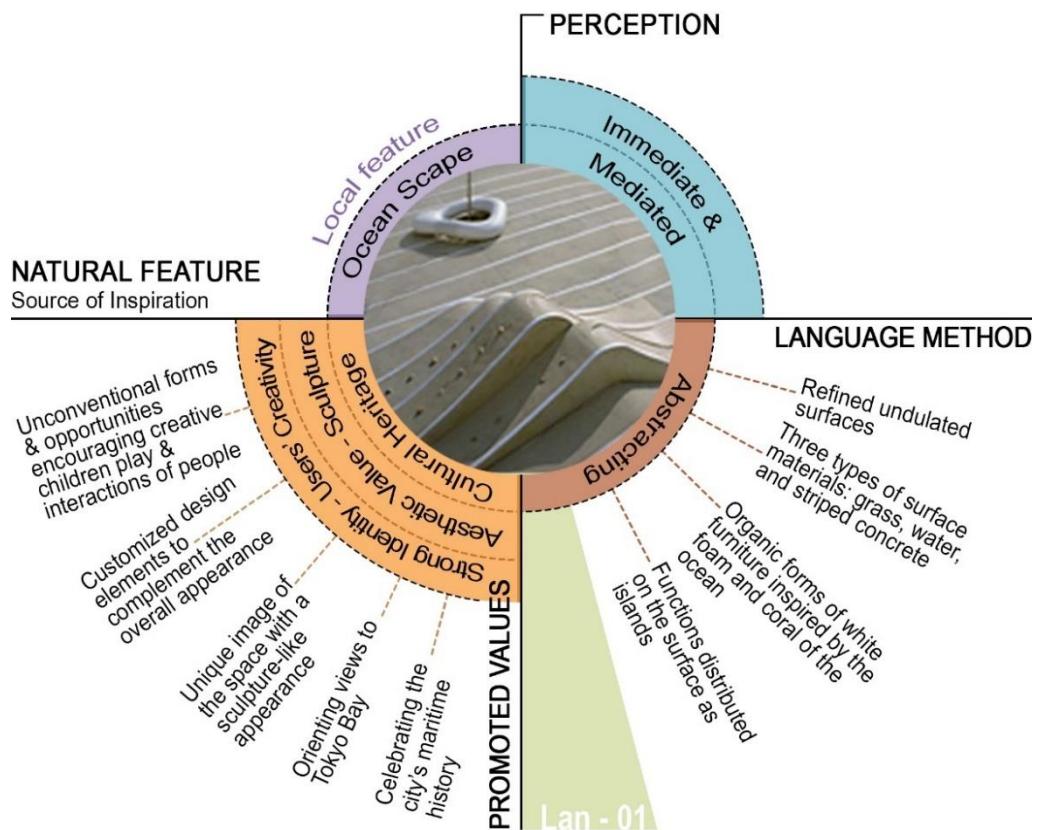 PERCEPTION
Immediate &
Mediated
Local feature
Ocean Scape
NATURAL FEATURE
Source of Inspiration
LANGUAGE METHOD
Abstracting
Refined undulated
surfaces
Three types of surface
materials: grass, water,
and striped concrete
Organic forms of white
furniture inspired by the
foam and coral of the
ocean
Functions distributed
on the surface as
islands
PROMOTED VALUES
Cultural Heritage
Aesthetic Value - Sculpture
Strong Identity - Users' Creativity
Unconventional forms
& opportunities
encouraging creative
children play &
interactions of people
Customized design
elements to
complement the
overall appearance
Unique image of
the space with a
sculpture-like
appearance
Orienting views to
Tokyo Bay
Celebrating the
city's maritime
history
Lan - 01